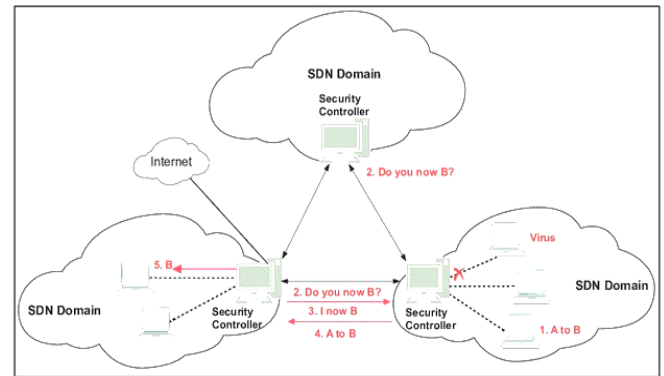 SDN Domain
Security
Controller
Internet
2. Do you now B?
Virus
5. B
SDN Domain
2. Do you now B?
SDN Domain
Security
Controller
3. I now B
Security
Controller
1. A to B
4. A to B